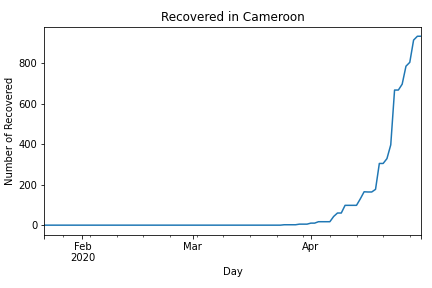 Recovered in Cameroon
Number of Recovered
800
600
400
200
0
Feb
2020
Mar
Apr
Day